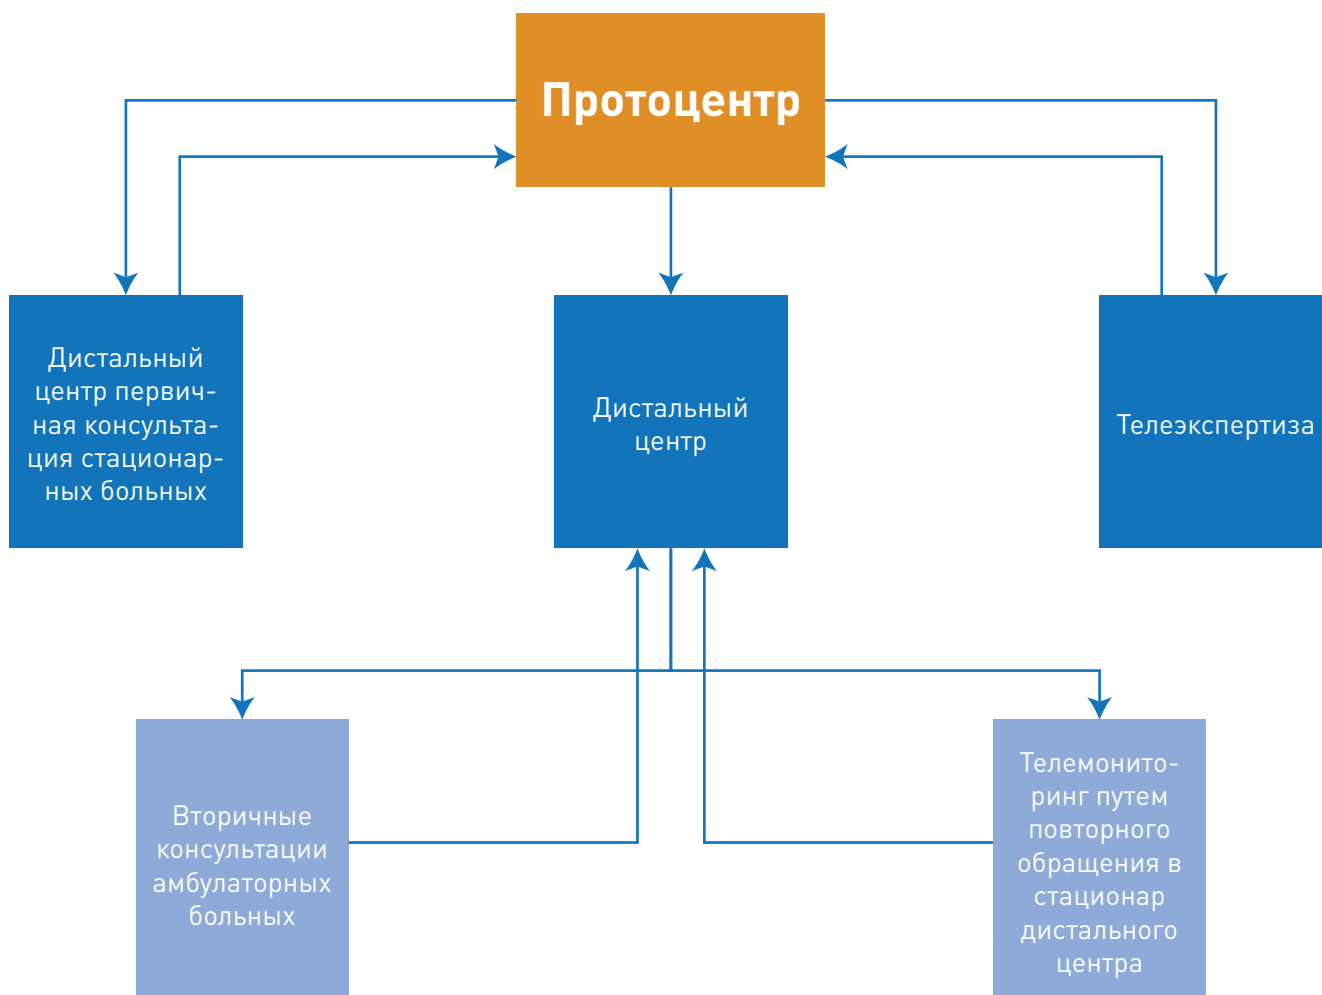 Протоцентр
Дистальный
центр первич-
ная консульта-
ция стационар-
ных больных
Дистальный
центр
Телеэкспертиза
Вторичные
консультации
амбулаторных
больных
Телемонито-
ринг путем
повторного
обращения в
стационар
дистального
центра